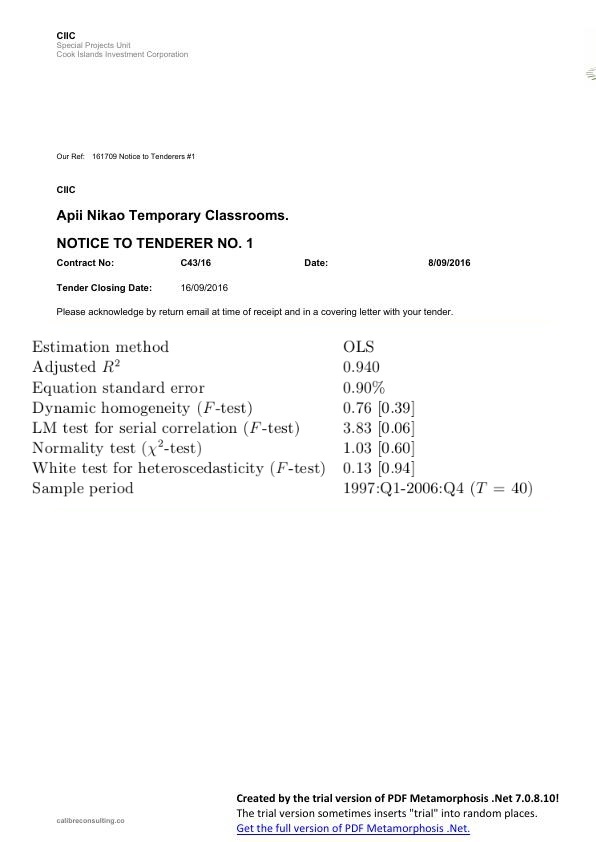 CIIC
Special Projects Unit
Cook Islands Investment Corporation
Our Ref: 161709 Notice to Tenderers #1
CIIC
Apii Nikao Temporary Classrooms.
NOTICE TO TENDERER NO. 1
Contract No: C43/16 Date: 8/09/2016
Tender Closing Date: 16/09/2016
Please acknowledge by return email at time of receipt and in a covering letter with your tender.
Estimation method OLS
Adjusted R² 0.940
Equation standard error 0.90%
Dynamic homogeneity (F-test) 0.76 [0.39]
LM test for serial correlation (F-test) 3.83 [0.06]
Normality test (χ²-test) 1.03 [0.60]
White test for heteroscedasticity (F-test) 0.13 [0.94]
Sample period 1997:Q1-2006:Q4 (T = 40)
Created by the trial version of PDF Metamorphosis .Net 7.0.8.10!
The trial version sometimes inserts "trial" into random places.
calibreconsulting.co
Get the full version of PDF Metamorphosis .Net.